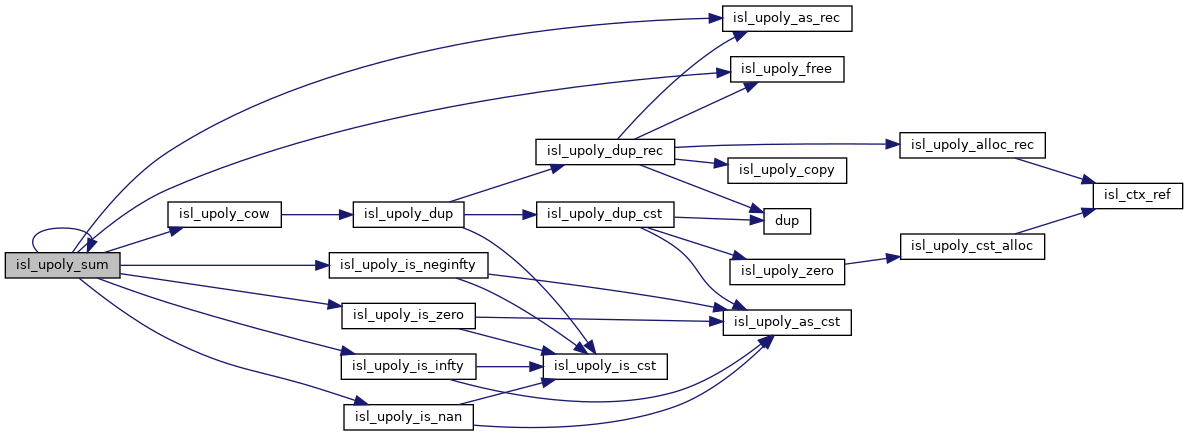 isl_upoly_as_rec
isl_upoly_free
isl_upoly_dup_rec
isl_upoly_alloc_rec
isl_upoly_copy
isl_ctx_ref
isl_upoly_cow
isl_upoly_dup
isl_upoly_dup_cst
dup
isl_upoly_cst_alloc
isl_upoly_sum
isl_upoly_is_neginfty
isl_upoly_zero
isl_upoly_is_zero
isl_upoly_as_cst
isl_upoly_is_infty
isl_upoly_is_cst
isl_upoly_is_nan